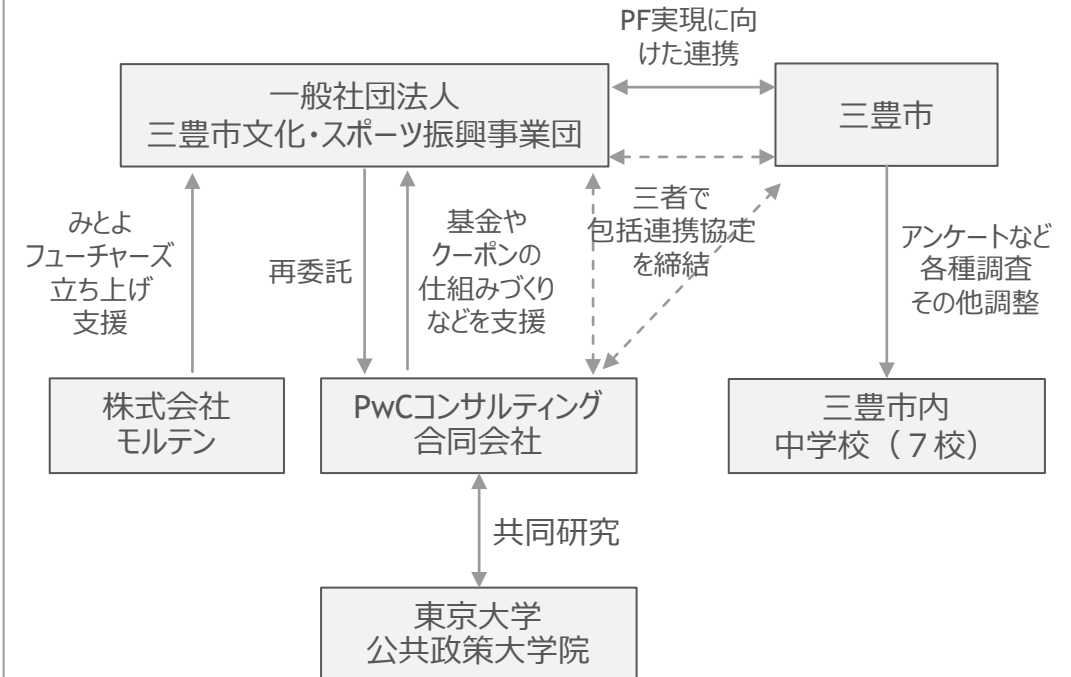 PF実現に向
けた連携
一般社団法人
三豊市文化・スポーツ振興事業団
三豊市
みとよ
フューチャーズ
立ち上げ
支援
再委託
基金や
クーポンの
仕組みづくり
などを支援
三者で
包括連携協定
を締結
アンケートなど
各種調査
その他調整
株式会社
モルテン
PwCコンサルティング
合同会社
三豊市内
中学校（７校）
共同研究
東京大学
公共政策大学院